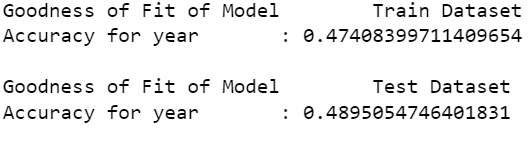 Goodness of Fit of Model        Train Dataset
Accuracy for year       : 0.47408399711409654
Goodness of Fit of Model        Test Dataset
Accuracy for year       : 0.4895054746401831